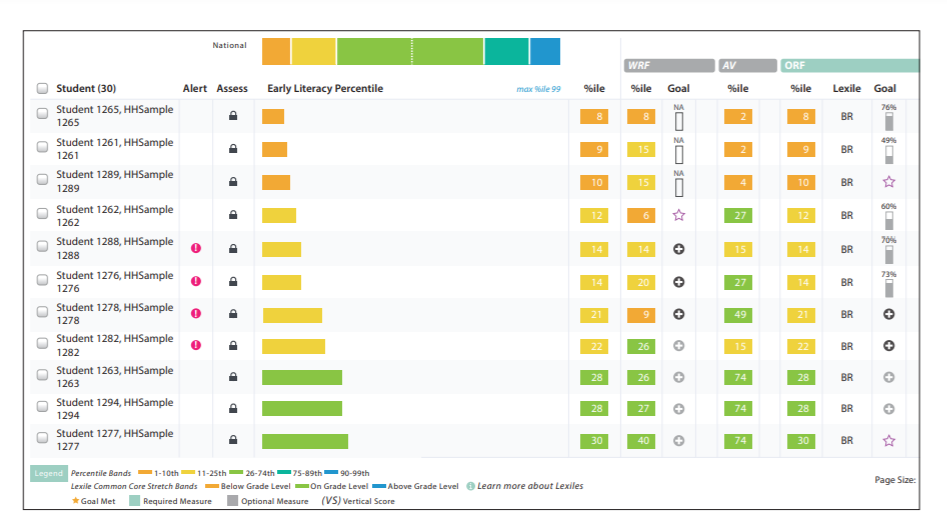 National
WRF AV ORF
Student (30) Alert Assess Early Literacy Percentile max %ile 99 %ile %ile Goal %ile %ile Lexile Goal
Student 1265, HHSample 1265 8 8 NA 2 8 BR 76%
Student 1261, HHSample 1261 9 15 NA 2 9 BR 49%
Student 1289, HHSample 1289 10 15 NA 4 10 BR
Student 1262, HHSample 1262 12 6 27 12 BR 60%
Student 1288, HHSample 1288 14 14 15 14 BR 70%
Student 1276, HHSample 1276 14 20 27 14 BR 73%
Student 1278, HHSample 1278 21 9 49 21 BR
Student 1282, HHSample 1282 22 26 15 22 BR
Student 1263, HHSample 1263 28 26 74 28 BR
Student 1294, HHSample 1294 28 27 74 28 BR
Student 1277, HHSample 1277 30 40 74 30 BR
Legend Percentile Bands 1-10th 11-25th 26-74th 75-89th 90-99th
Page Size:
Lexile Common Core Stretch Bands Below Grade Level On Grade Level Above Grade Level Learn more about Lexiles
Goal Met Required Measure Optional Measure (VS) Vertical Score